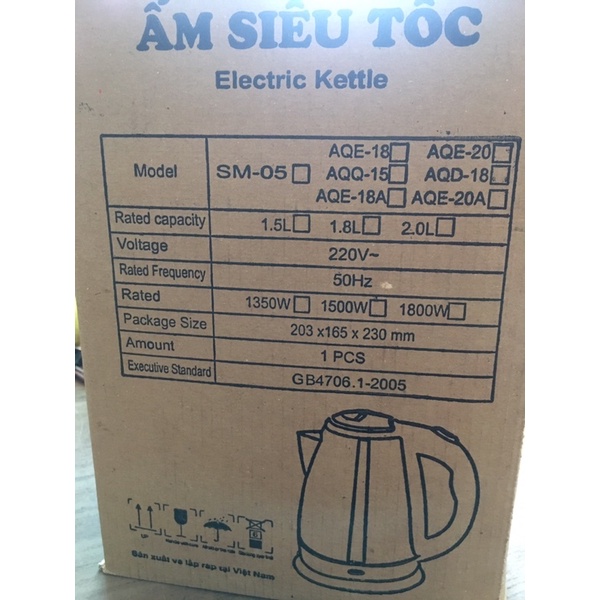 ẤM SIÊU TỐC
Electric Kettle
Model SM-05 AQE-18 AQE-20
AQQ-15 AQD-18
AQE-18A AQE-20A
Rated capacity 1.5L 1.8L 2.0L
Voltage 220V~
Rated Frequency 50Hz
Rated 1350W 1500W 1800W
Package Size 203 x165 x 230 mm
Amount 1 PCS
Executive Standard GB4706.1-2005
UP
Sản xuất và lắp ráp tại Việt Nam